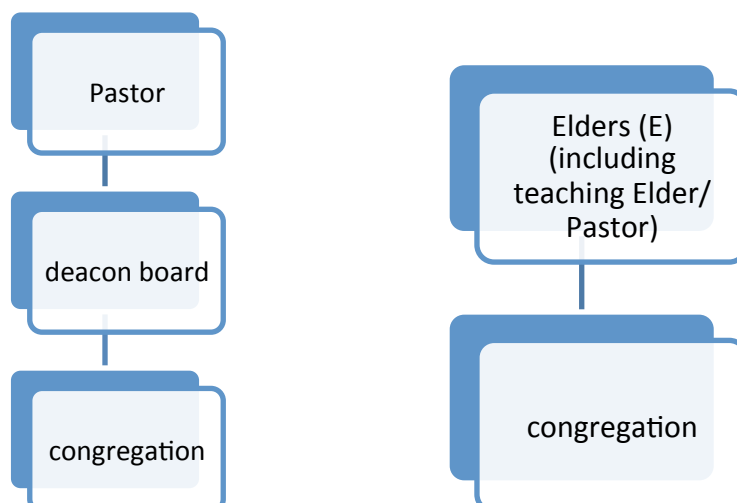 Pastor
deacon board
congregation
Elders (E)
(including
teaching Elder/
Pastor)
congregation